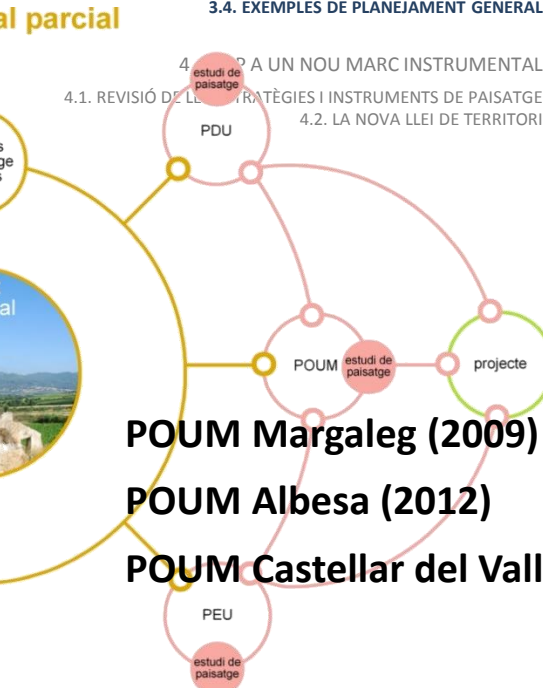 al parcial
3.4. EXEMPLES DE PLANEJAMENT GENERAL
A UN NOU MARC INSTRUMENTAL
4.1. REVISIÓ DE
I INSTRUMENTS DE PAISATGE
4.2. LA NOVA LLEI DE TERRITORI
estudi de
paisatge
PDU
POUM
estudi de
paisatge
projecte
POUM Margaleg (2009)
POUM Albesa (2012)
POUM Castellar del Vall
PEU
estudi de
paisatge